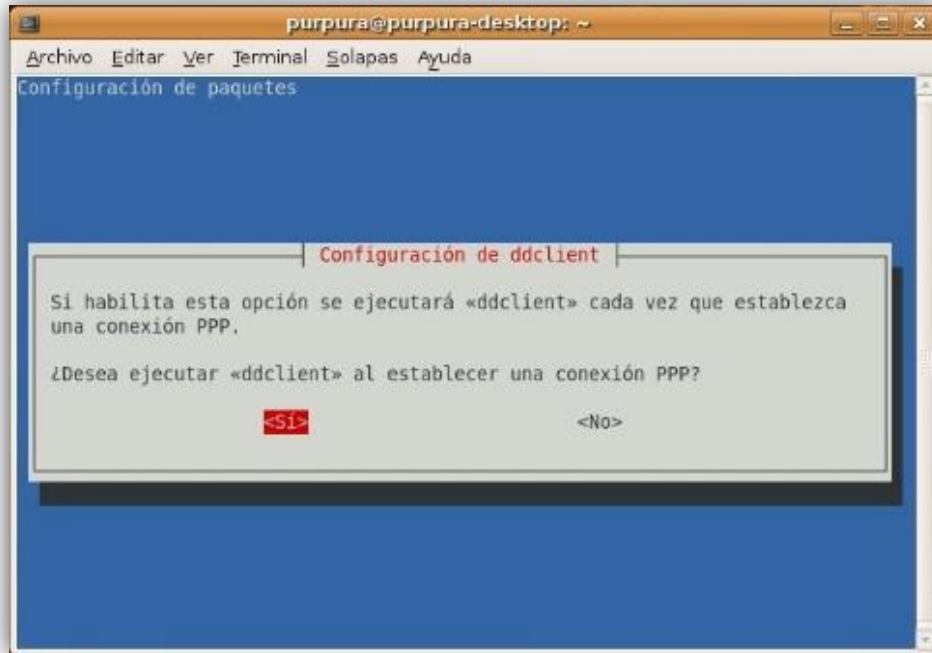 purpura@purpura-desktop: ~
Archivo Editar Ver Terminal Solapas Ayuda
Configuración de paquetes
Configuración de ddclient
Si habilita esta opción se ejecutará «ddclient» cada vez que establezca
una conexión PPP.
¿Desea ejecutar «ddclient» al establecer una conexión PPP?
<Sí> <No>